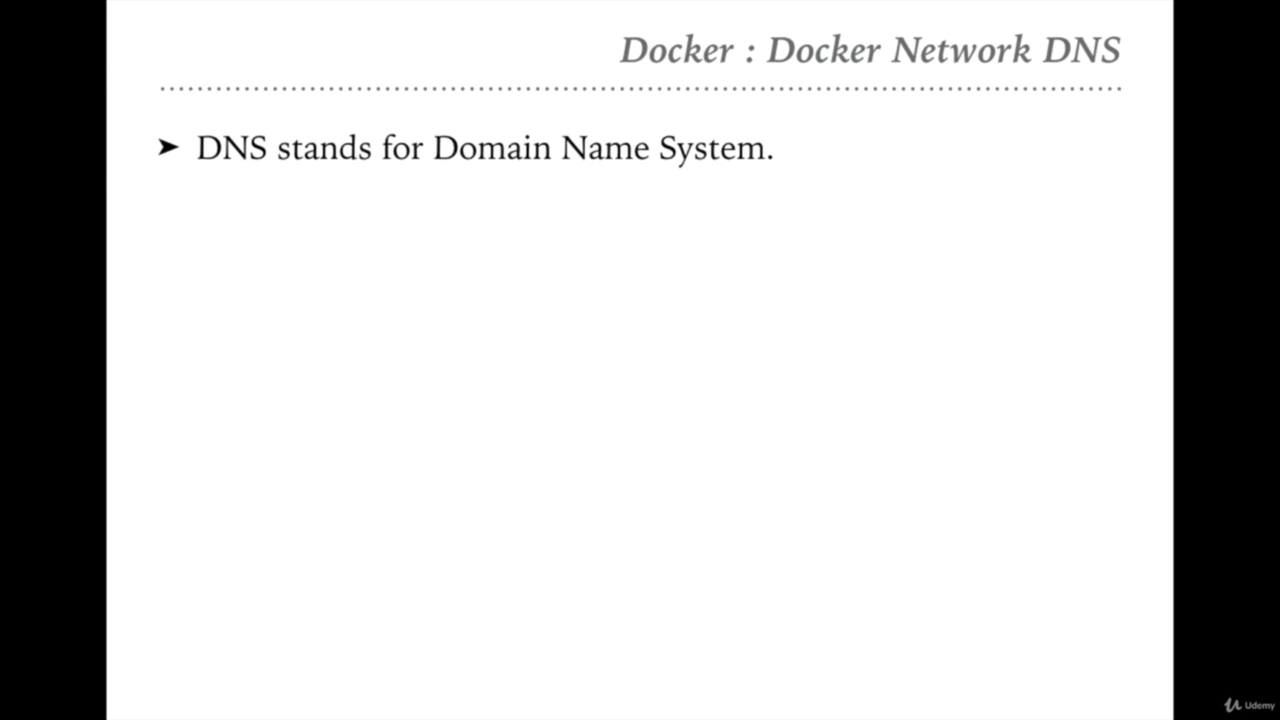 Docker : Docker Network DNS
➤ DNS stands for Domain Name System.
Udemy